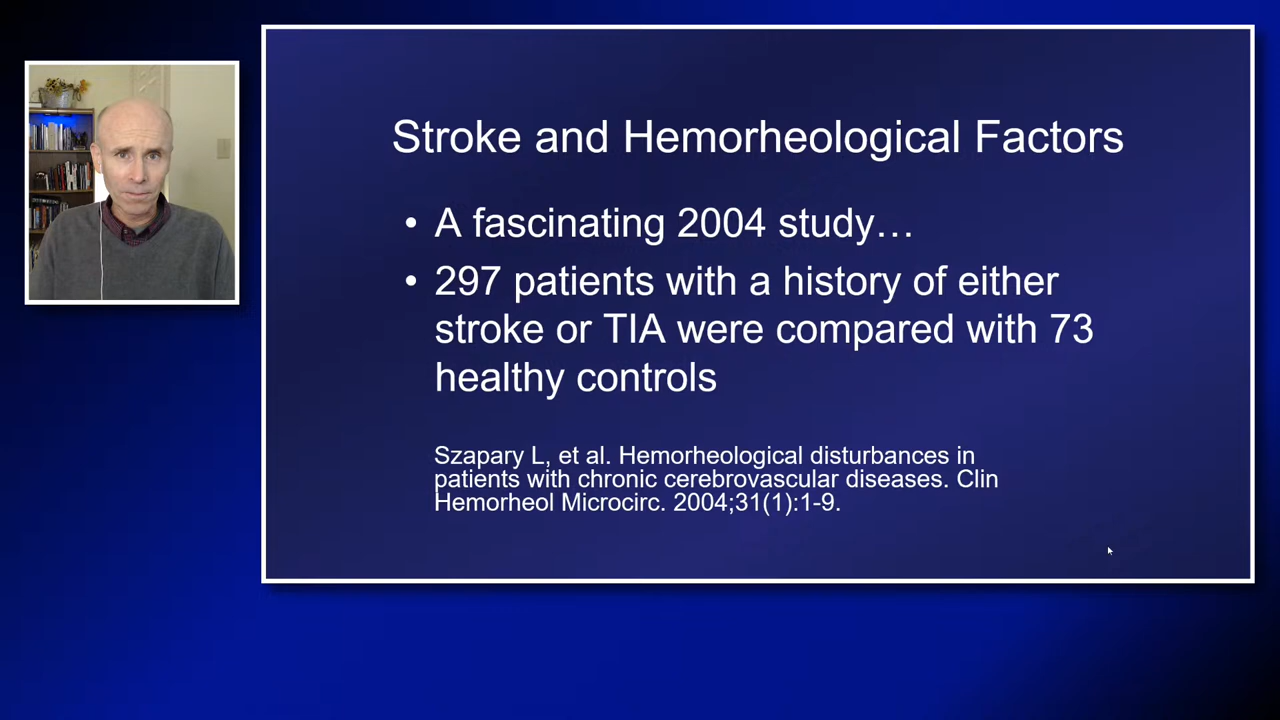 Stroke and Hemorheological Factors
• A fascinating 2004 study…
• 297 patients with a history of either
stroke or TIA were compared with 73
healthy controls
Szapary L, et al. Hemorheological disturbances in
patients with chronic cerebrovascular diseases. Clin
Hemorheol Microcirc. 2004;31(1):1-9.